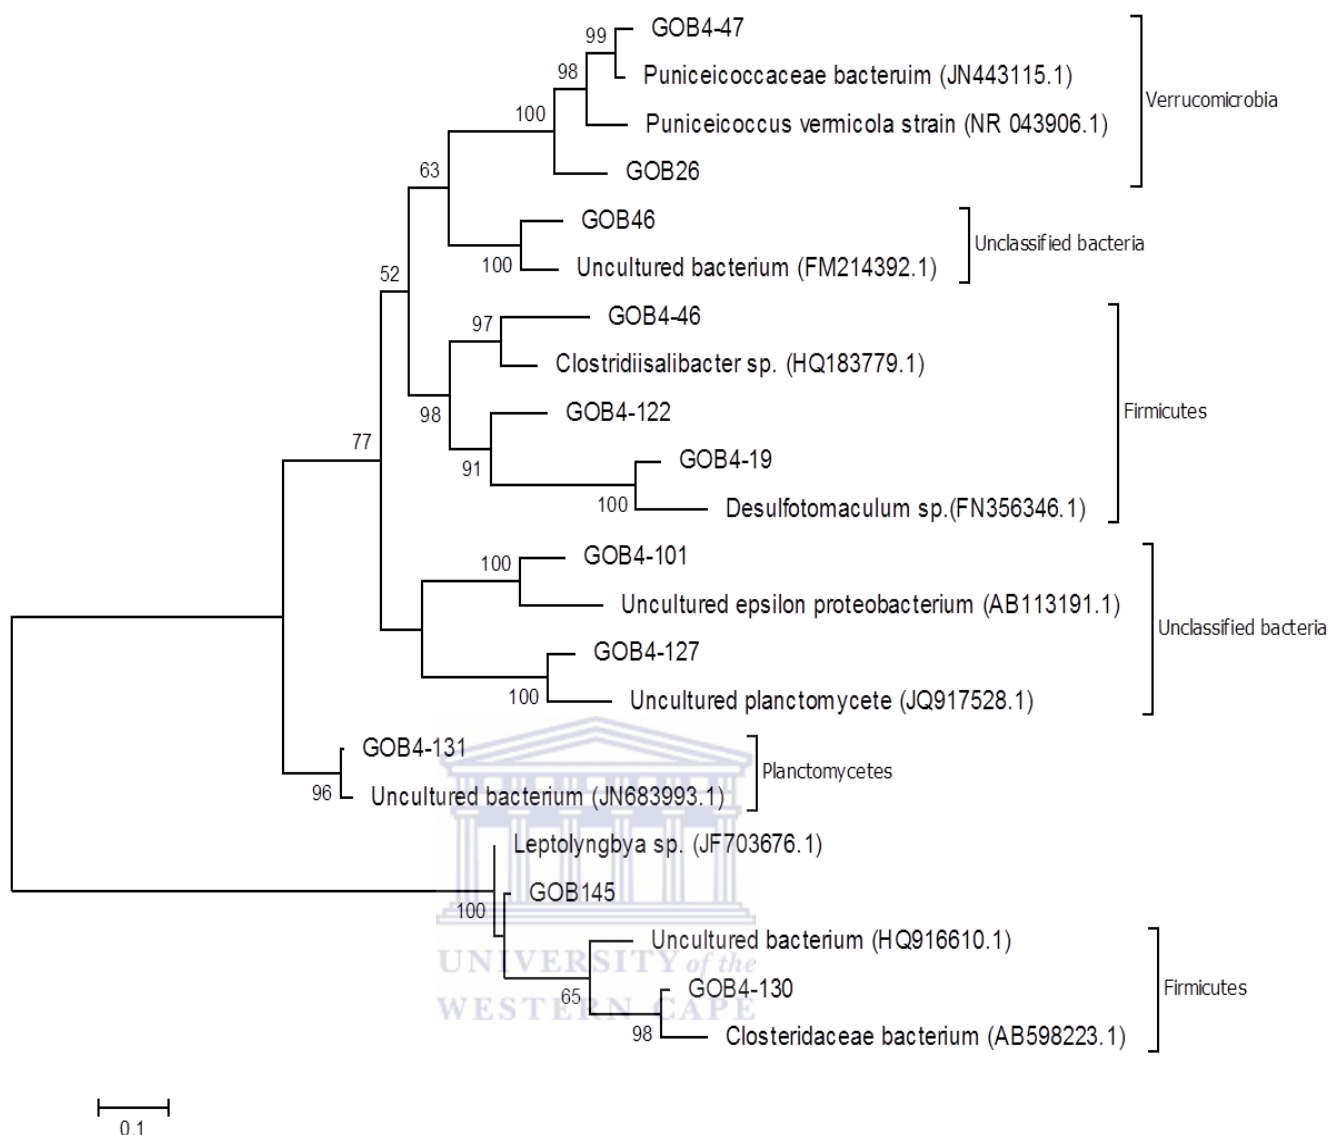 GOB4-47
99
Puniceicoccaceae bacteruim (JN443115.1)
98
Verrucomicrobia
100
Puniceicoccus vermicola strain (NR 043906.1)
63
GOB26
GOB46
Unclassified bacteria
100
Uncultured bacterium (FM214392.1)
52
GOB4-46
97
Clostridiisalibacter sp. (HQ183779.1)
98
GOB4-122
Firmicutes
77
GOB4-19
91
100
Desulfotomaculum sp.(FN356346.1)
GOB4-101
100
Uncultured epsilon proteobacterium (AB113191.1)
Unclassified bacteria
GOB4-127
100
Uncultured planctomycete (JQ917528.1)
GOB4-131
Planctomycetes
96
Uncultured bacterium (JN683993.1)
Leptolyngbya sp. (JF703676.1)
GOB145
100
Uncultured bacterium (HQ916610.1)
UNIVERSITY of the
GOB4-130
Firmicutes
65
WESTERN CAPE
98
Closteridaceae bacterium (AB598223.1)
0.1